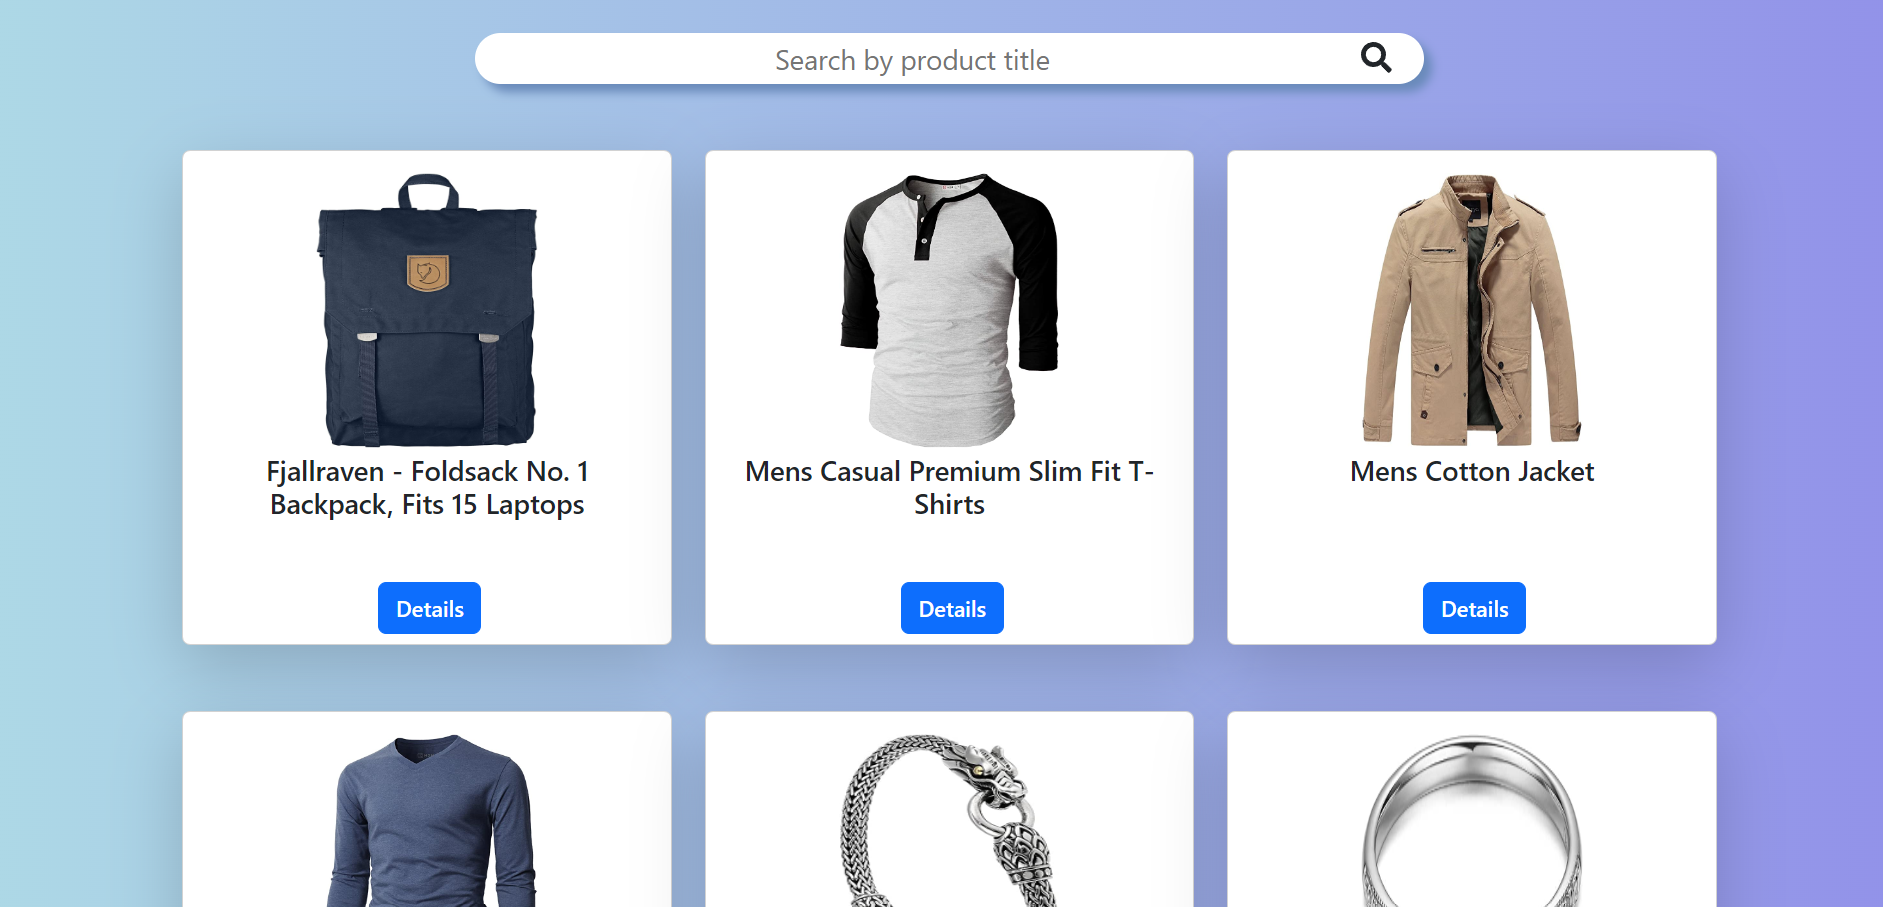 Search by product title
Fjallraven - Foldsack No. 1
Backpack, Fits 15 Laptops
Mens Casual Premium Slim Fit T-
Shirts
Mens Cotton Jacket
Details
Details
Details